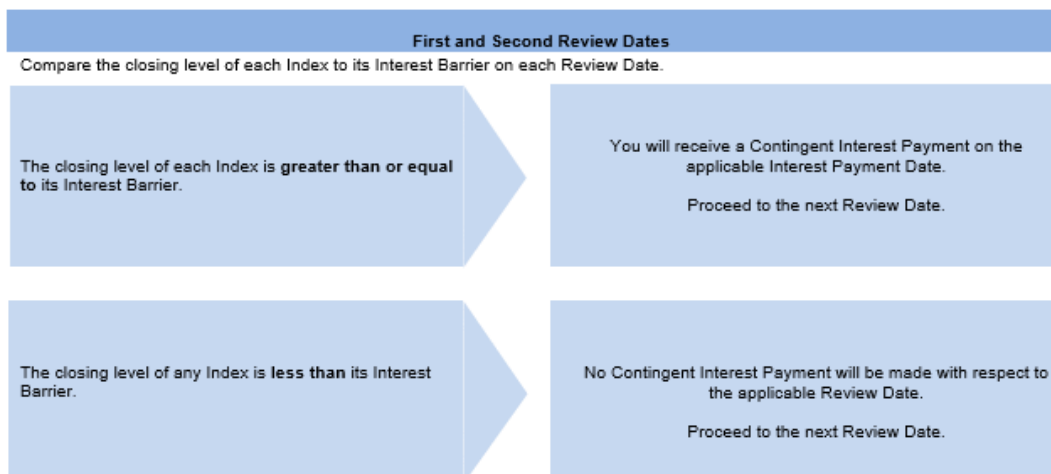 First and Second Review Dates
Compare the closing level of each Index to its Interest Barrier on each Review Date.
The closing level of each Index is greater than or equal
to its Interest Barrier.
You will receive a Contingent Interest Payment on the
applicable Interest Payment Date.
Proceed to the next Review Date.
The closing level of any Index is less than its Interest
Barrier.
No Contingent Interest Payment will be made with respect to
the applicable Review Date.
Proceed to the next Review Date.